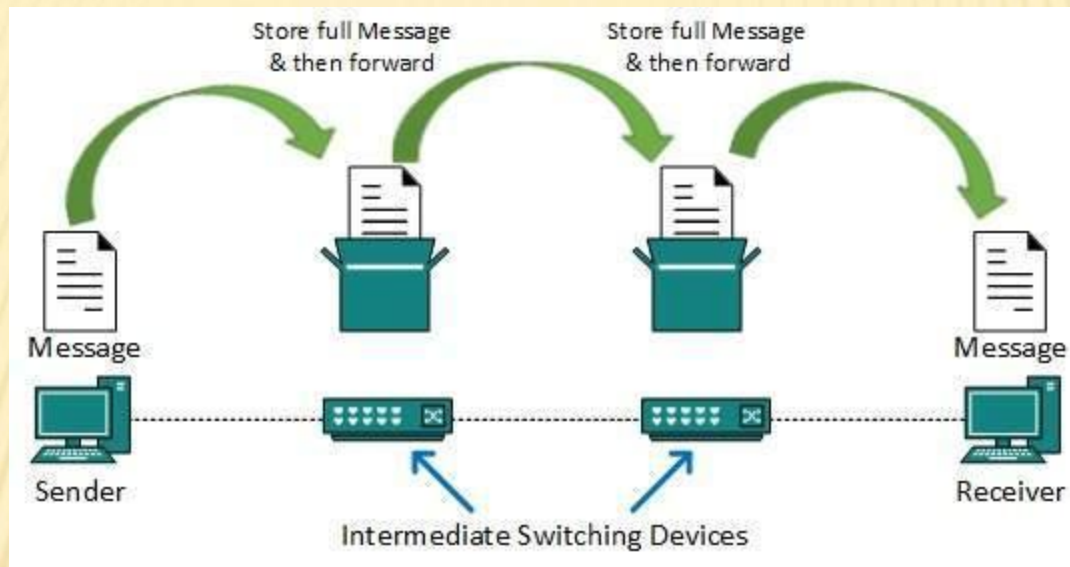 Store full Message
& then forward
Store full Message
& then forward
Message
Message
Sender
Receiver
Intermediate Switching Devices